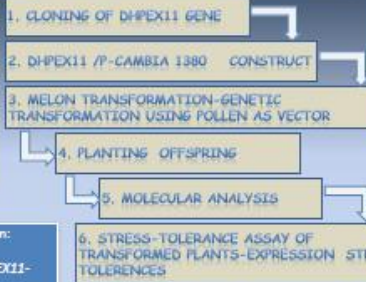 1. CLONING OF DHPEX11 GENE
2. DHPEX11 /P-CAMBIA 1380 CONSTRUCT
3. MELON TRANSFORMATION-GENETIC
TRANSFORMATION USING POLLEN AS VECTOR
4. PLANTING OFFSPRING
5. MOLECULAR ANALYSIS
6. STRESS-TOLERANCE ASSAY OF
TRANSFORMED PLANTS-EXPRESSION
TOLERENCES